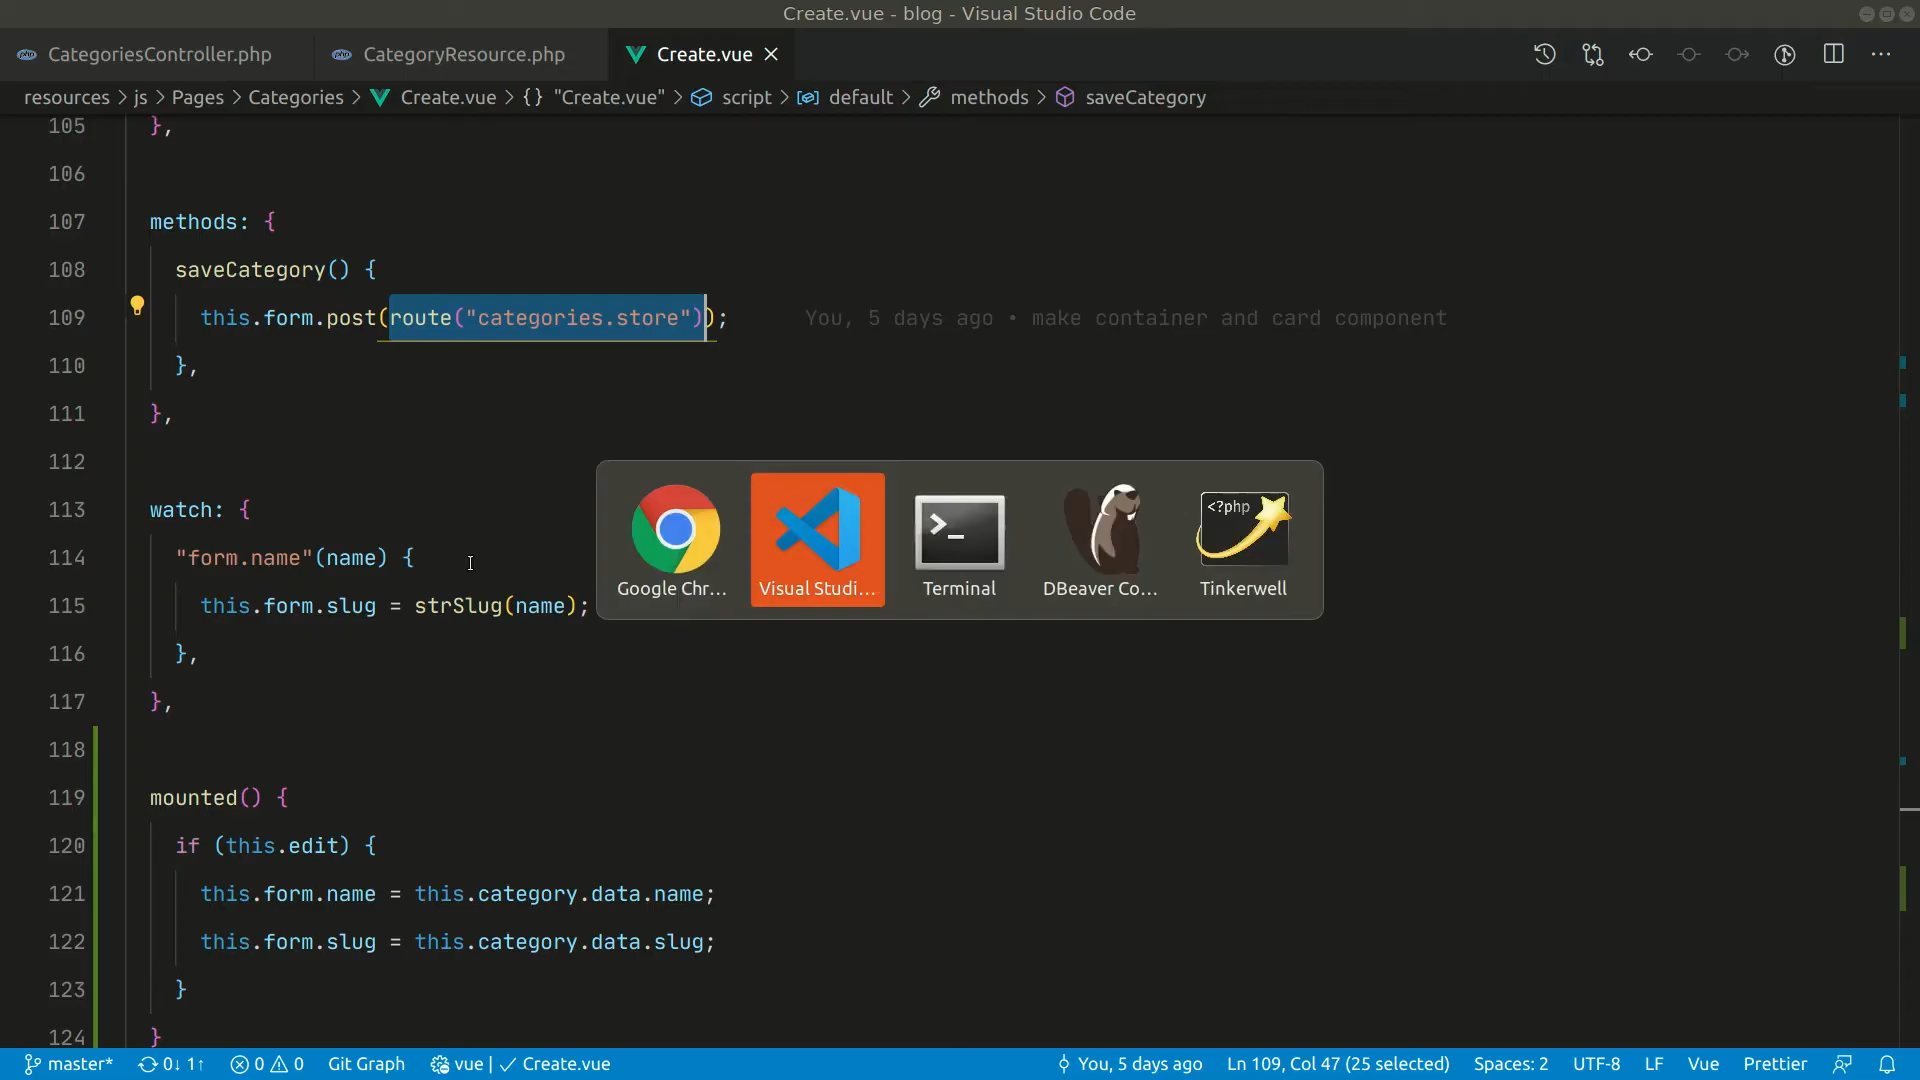 Create.vue - blog - Visual Studio Code
CategoriesController.php
CategoryResource.php
Create.vue
resources > js > Pages > Categories > Create.vue > {} "Create.vue" > script > default > methods > saveCategory
105 },
106
107 methods: {
108 saveCategory() {
109 this.form.post(route("categories.store")); You, 5 days ago • make container and card component
110 },
111 },
112
113 watch: {
114 "form.name"(name) {
115 this.form.slug = strSlug(name);
116 },
117 },
118
119 mounted() {
120 if (this.edit) {
121 this.form.name = this.category.data.name;
122 this.form.slug = this.category.data.slug;
123 }
124 }
<?php
Google Chr...
Visual Studi...
Terminal
DBeaver Co...
Tinkerwell
master* 0↓ 1↑ 0 0 Git Graph vue | ✓ Create.vue You, 5 days ago Ln 109, Col 47 (25 selected) Spaces: 2 UTF-8 LF Vue Prettier